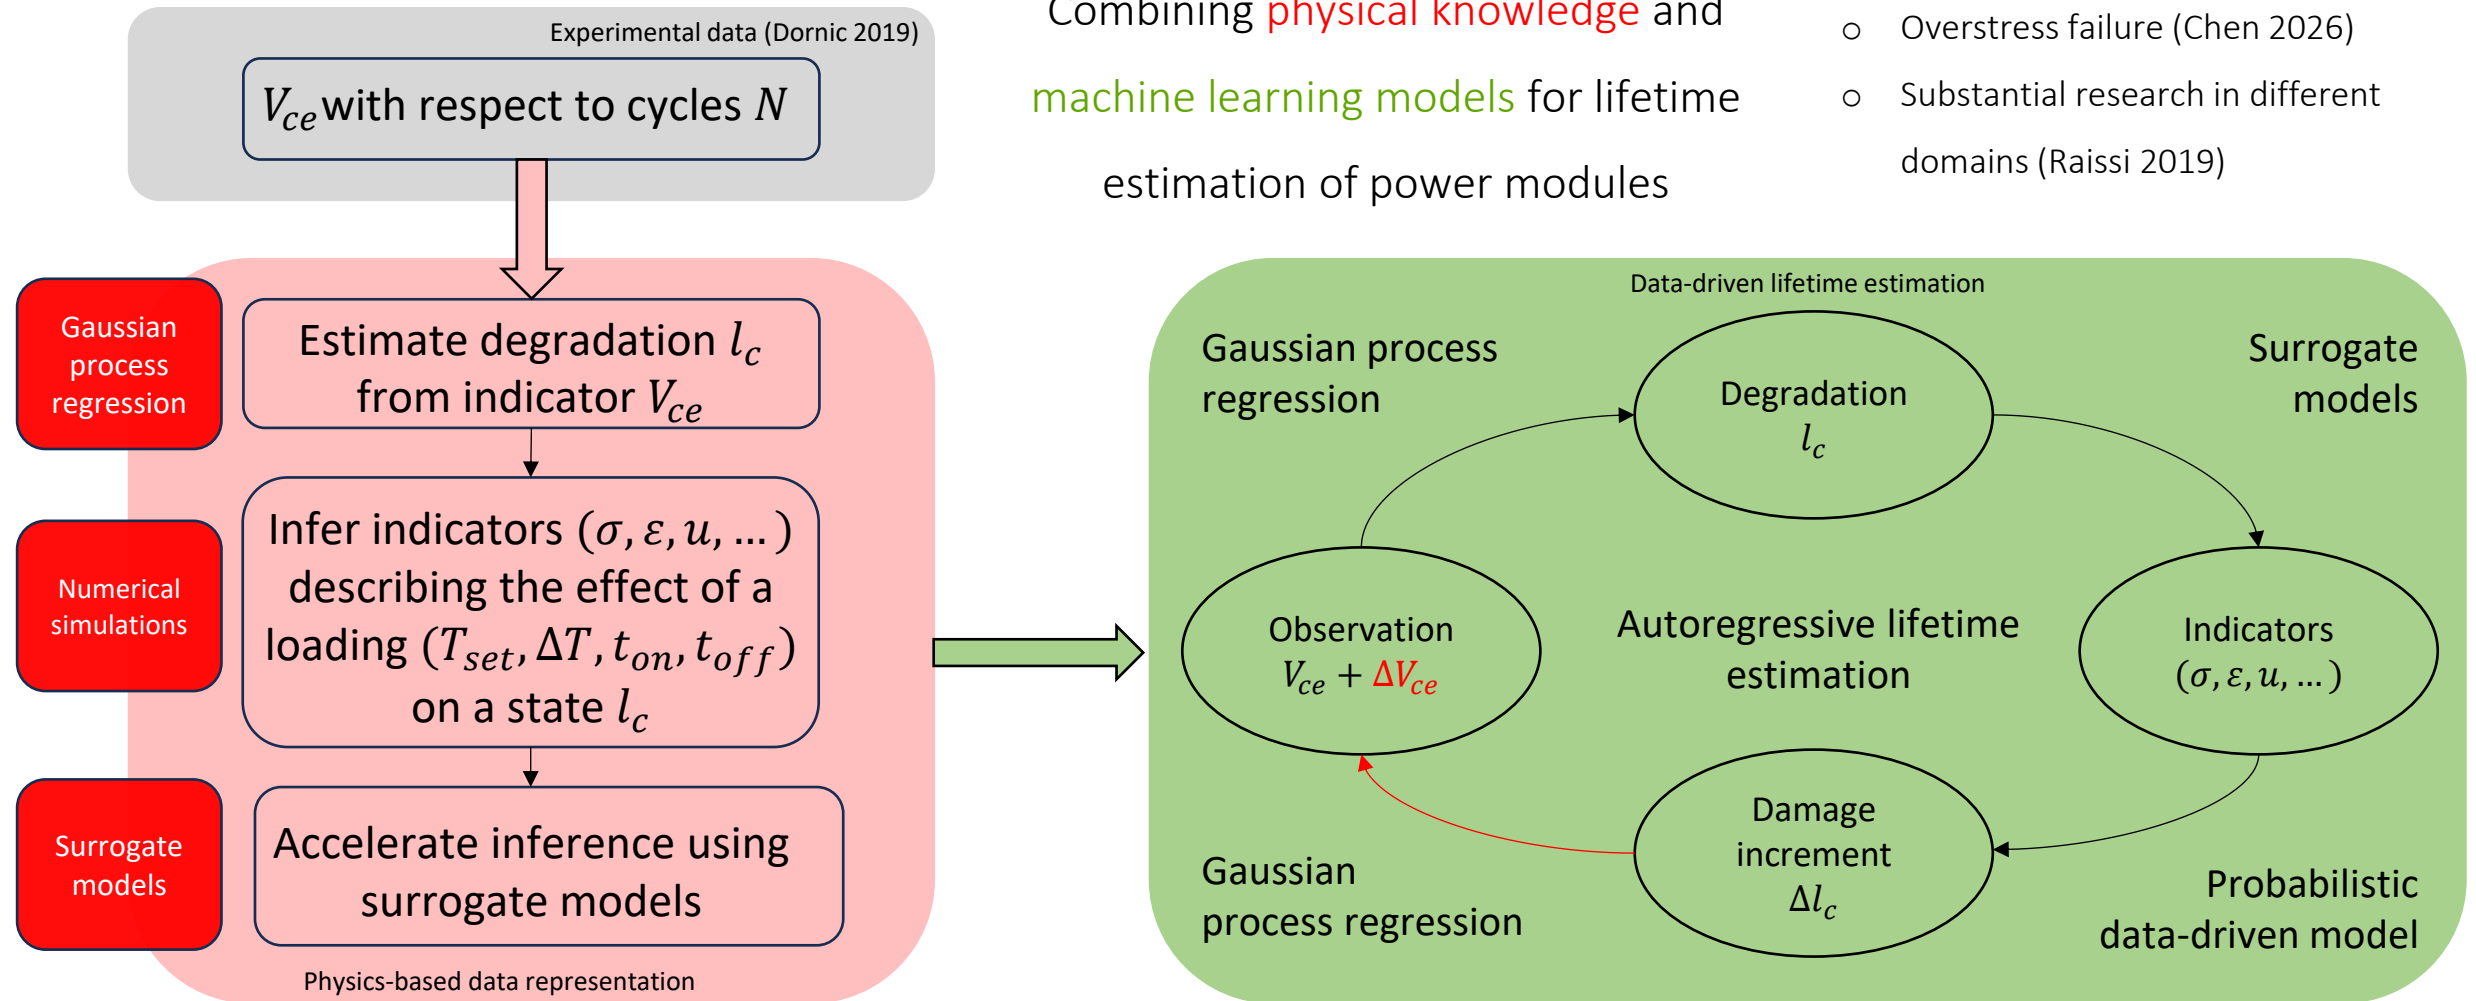 Experimental data (Dornic 2019)
V_ce with respect to cycles N
Combining physical knowledge and
machine learning models for lifetime
estimation of power modules
o Overstress failure (Chen 2026)
o Substantial research in different
domains (Raissi 2019)
Gaussian
process
regression
Estimate degradation l_c
from indicator V_ce
Numerical
simulations
Infer indicators (σ, ε, u, … )
describing the effect of a
loading (T_set, ΔT, t_on, t_off)
on a state l_c
Surrogate
models
Accelerate inference using
surrogate models
Physics-based data representation
Data-driven lifetime estimation
Gaussian process
regression
Degradation
l_c
Surrogate
models
Observation
V_ce + ΔV_ce
Autoregressive lifetime
estimation
Indicators
(σ, ε, u, … )
Gaussian
process regression
Damage
increment
Δl_c
Probabilistic
data-driven model